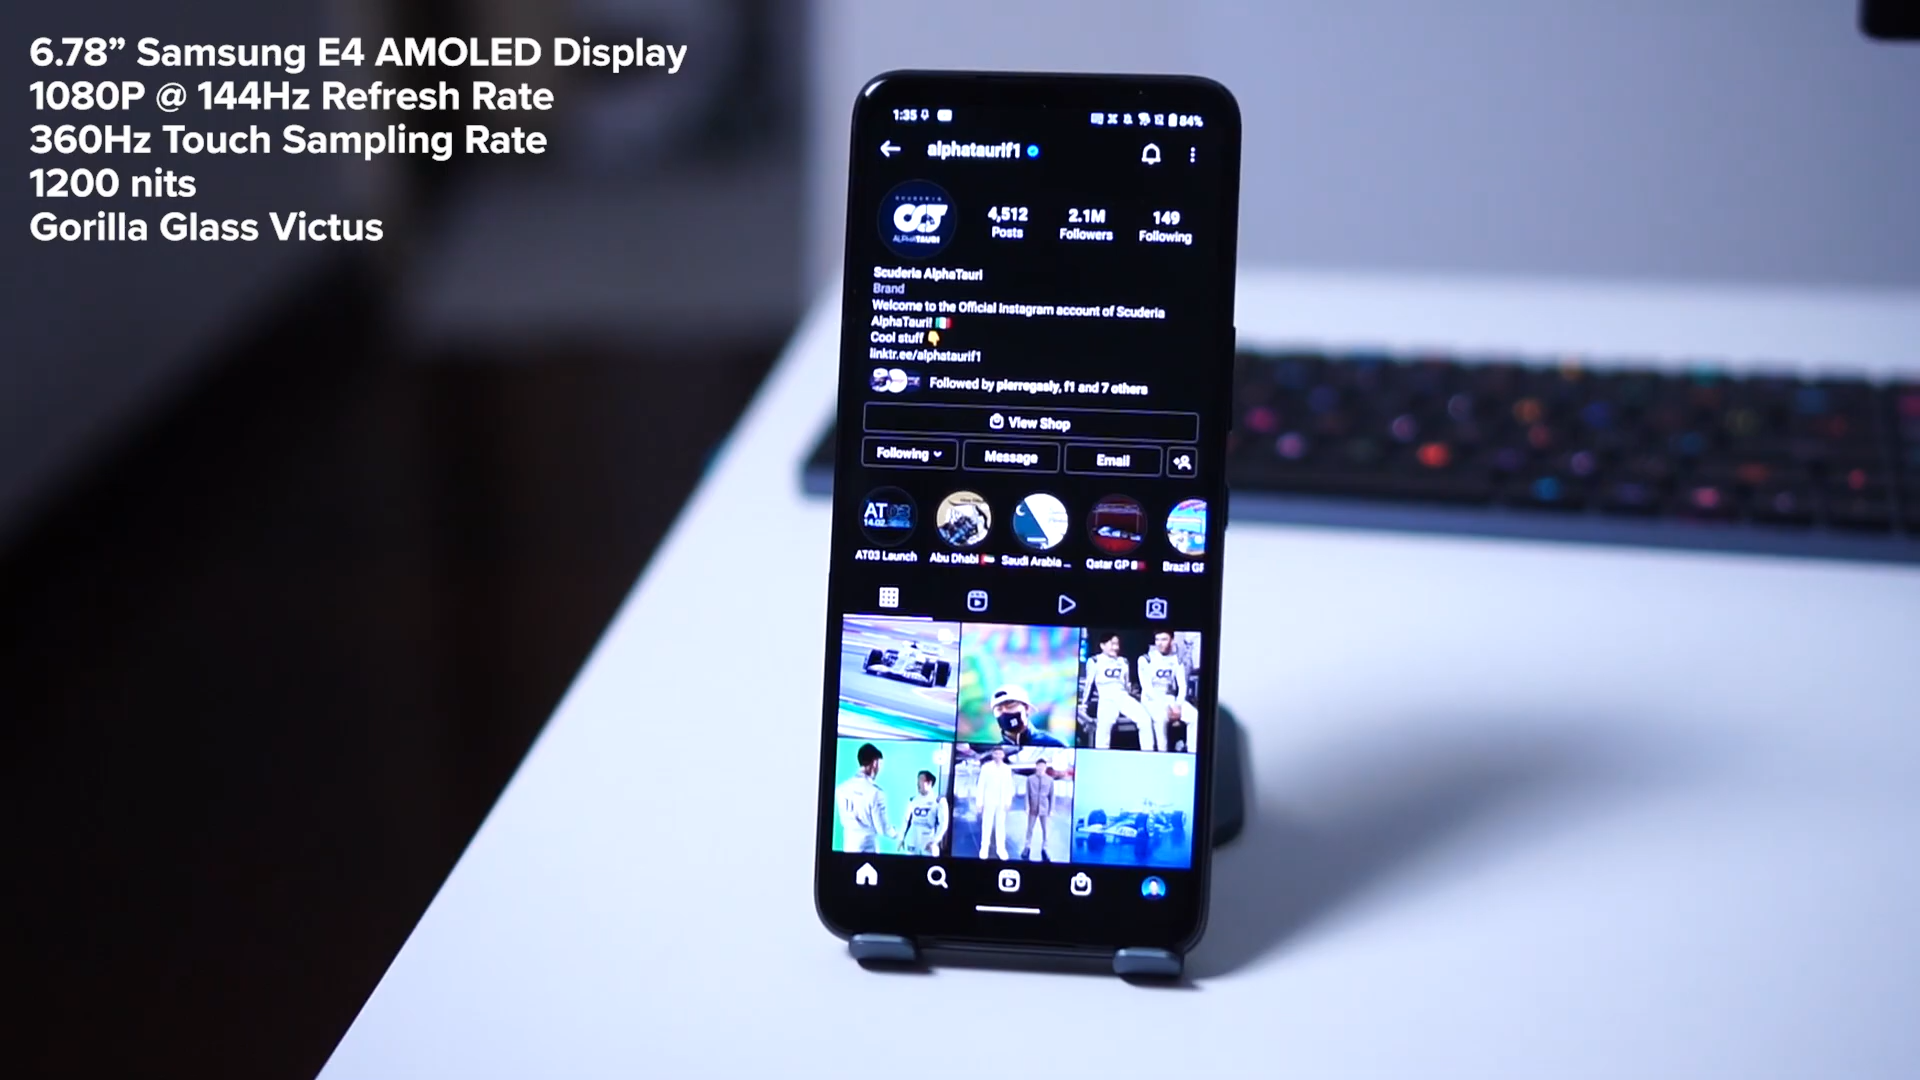 6.78” Samsung E4 AMOLED Display
1080P @ 144Hz Refresh Rate
360Hz Touch Sampling Rate
1200 nits
Gorilla Glass Victus
1:35
84%
alphataurif1
4,512
Posts
2.1M
Followers
149
Following
Scuderia AlphaTauri
Brand
Welcome to the Official Instagram account of Scuderia
AlphaTauri! 🇮🇹
Cool stuff 👇
linktr.ee/alphataurif1
Followed by pierregasly, f1 and 7 others
View Shop
Following
Message
Email
AT03
AT03 Launch
Abu Dhabi
Saudi Arabia ...
Qatar GP
Brazil GP